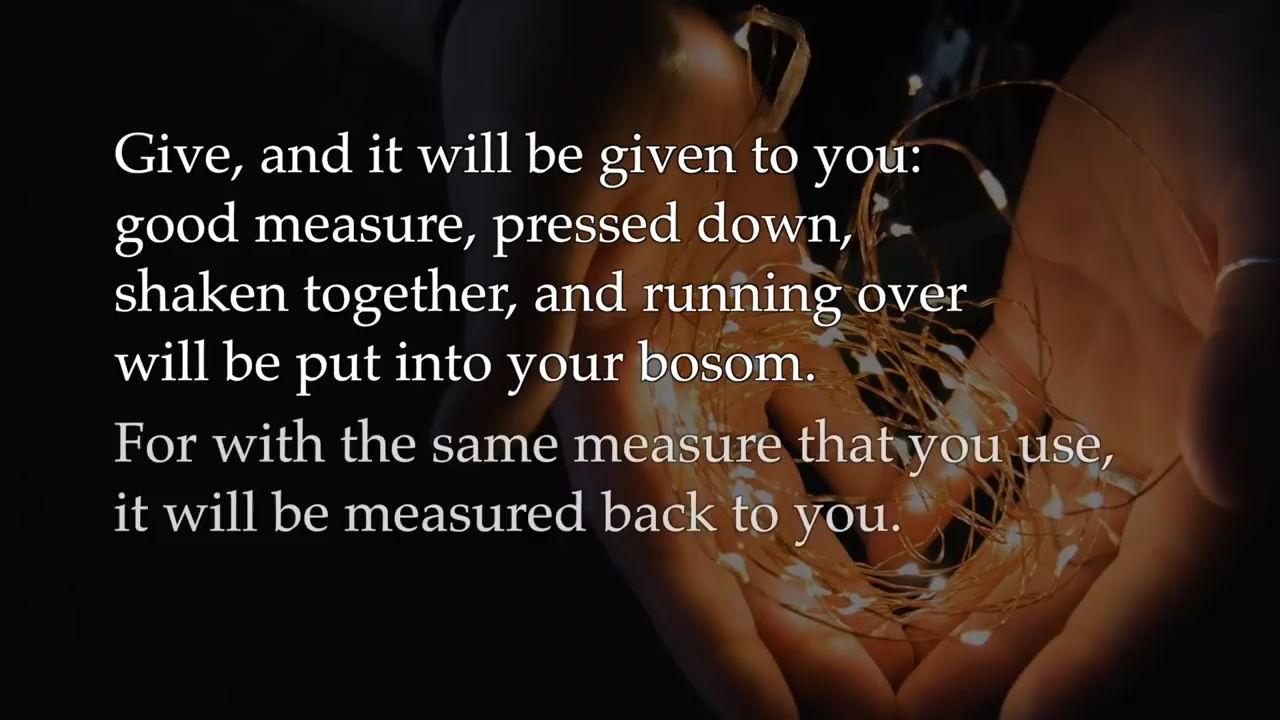 Give, and it will be given to you:
good measure, pressed down,
shaken together, and running over
will be put into your bosom.
For with the same measure that you use,
it will be measured back to you.